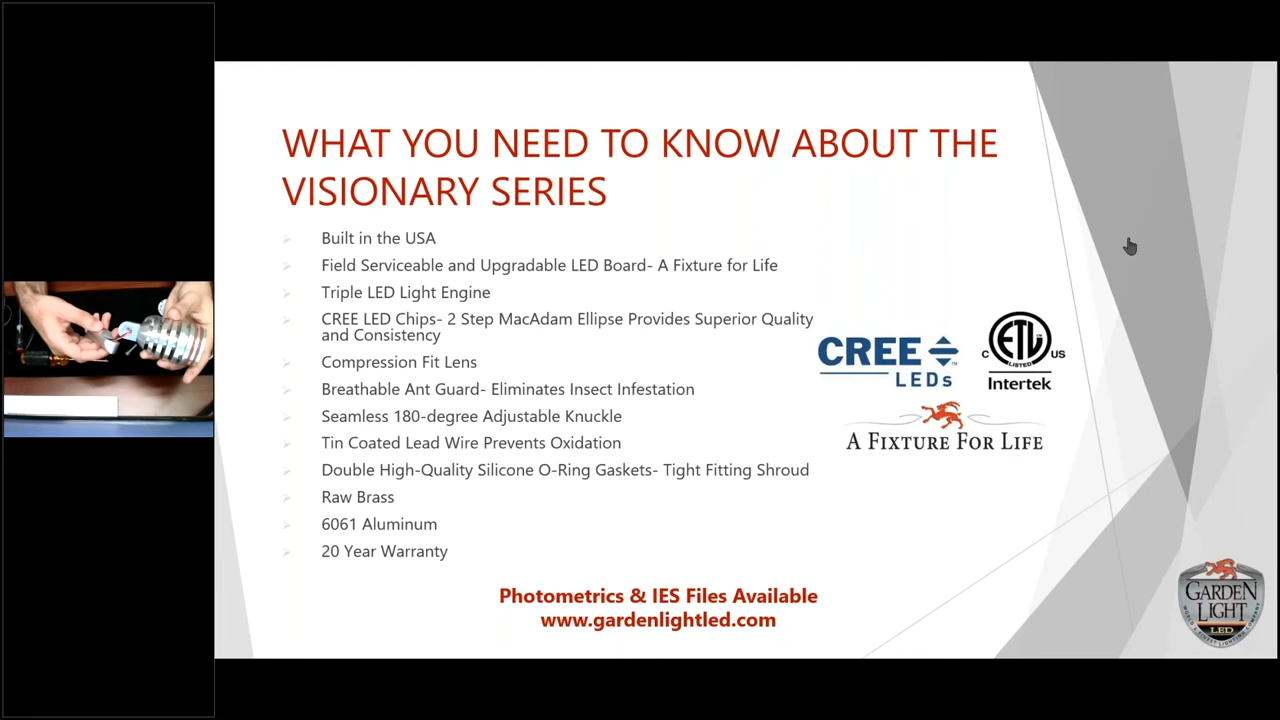 WHAT YOU NEED TO KNOW ABOUT THE
VISIONARY SERIES
Built in the USA
Field Serviceable and Upgradable LED Board- A Fixture for Life
Triple LED Light Engine
CREE LED Chips- 2 Step MacAdam Ellipse Provides Superior Quality
and Consistency
Compression Fit Lens
Breathable Ant Guard- Eliminates Insect Infestation
Seamless 180-degree Adjustable Knuckle
Tin Coated Lead Wire Prevents Oxidation
Double High-Quality Silicone O-Ring Gaskets- Tight Fitting Shroud
Raw Brass
6061 Aluminum
20 Year Warranty
CREE
LEDs
TM
C ETL US
LISTED
Intertek
A FIXTURE FOR LIFE
Photometrics & IES Files Available
www.gardenlightled.com
GARDEN
LIGHT
LED